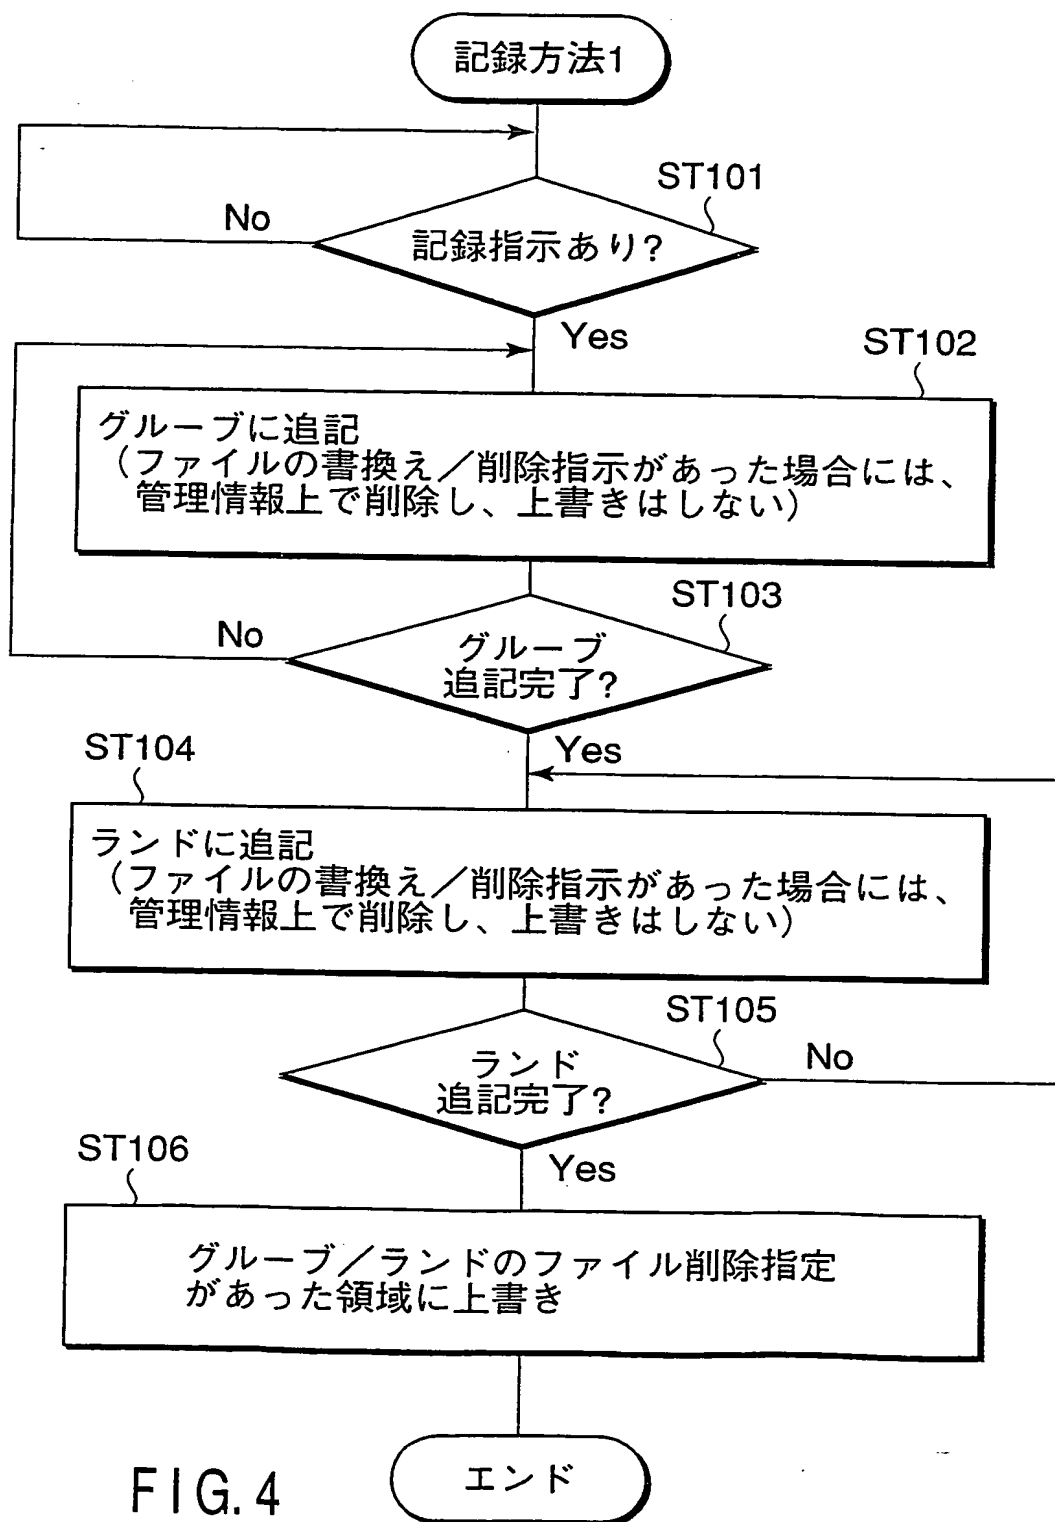 記録方法1
ST101
No
記録指示あり?
Yes
ST102
グルーブに追記
(ファイルの書換え/削除指示があった場合には、
管理情報上で削除し、上書きはしない)
ST103
No
グルーブ
追記完了?
Yes
ST104
ランドに追記
(ファイルの書換え/削除指示があった場合には、
管理情報上で削除し、上書きはしない)
ST105
No
ランド
追記完了?
Yes
ST106
グルーブ/ランドのファイル削除指定
があった領域に上書き
エンド
FIG. 4